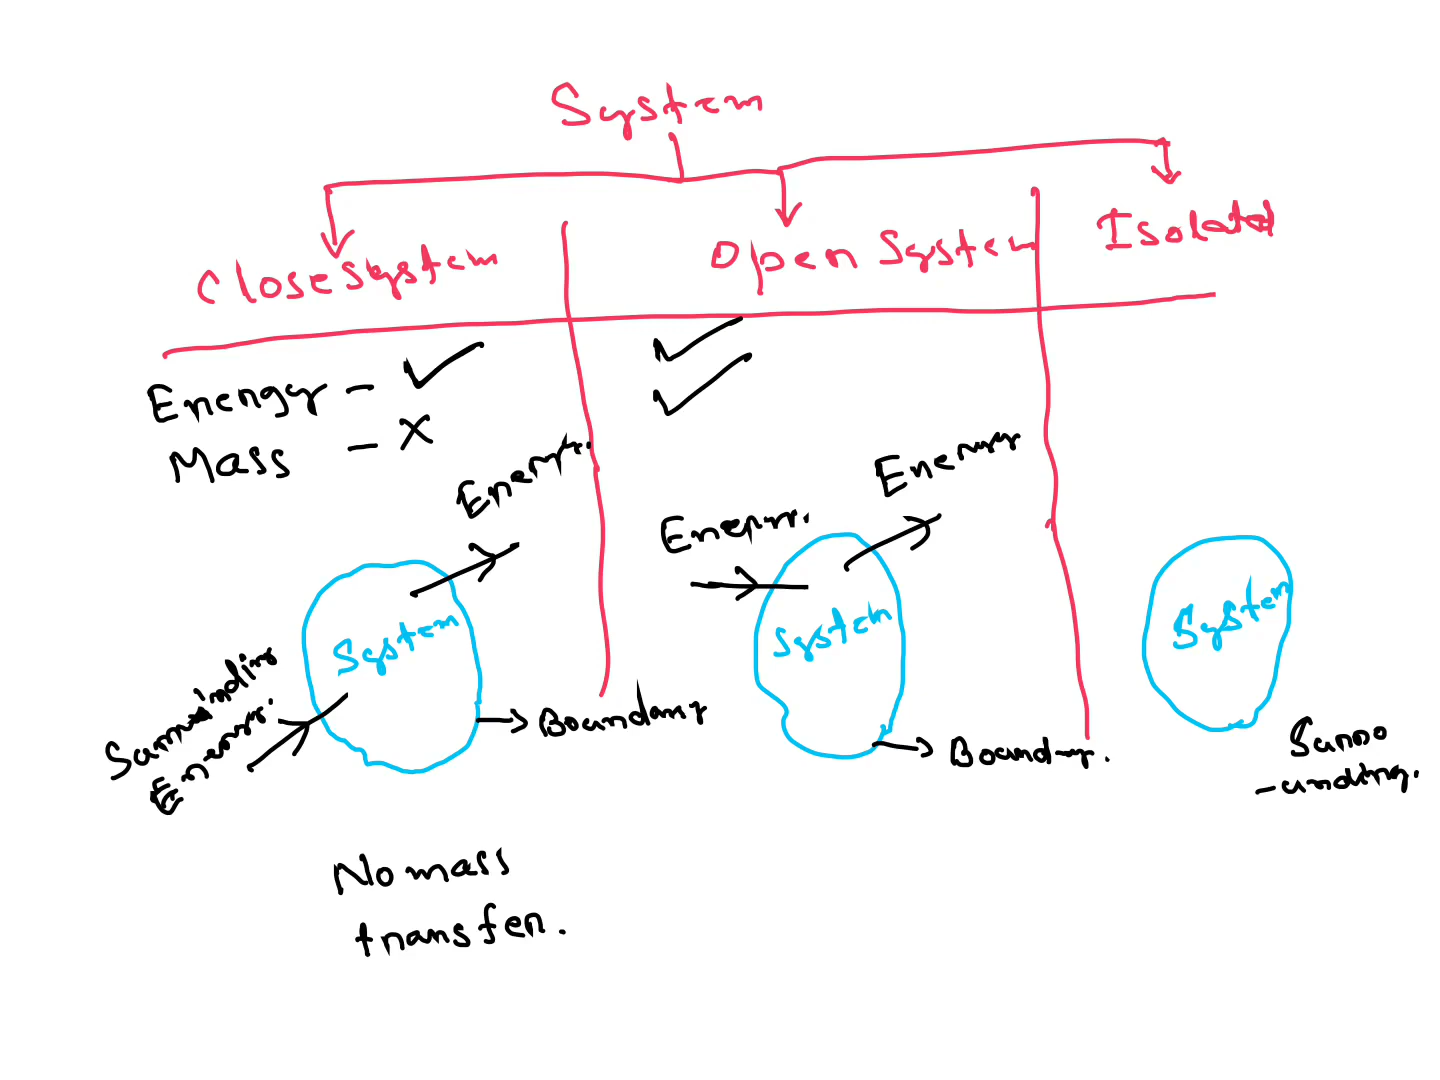 System
Close System
Open System
Isolated
Energy - ✓
Mass - ×
✓
✓
Energy.
System
Energy.
Boundary
No mass
transfer.
Energy.
Energy
System
Boundary.
System
Surro
-unding.